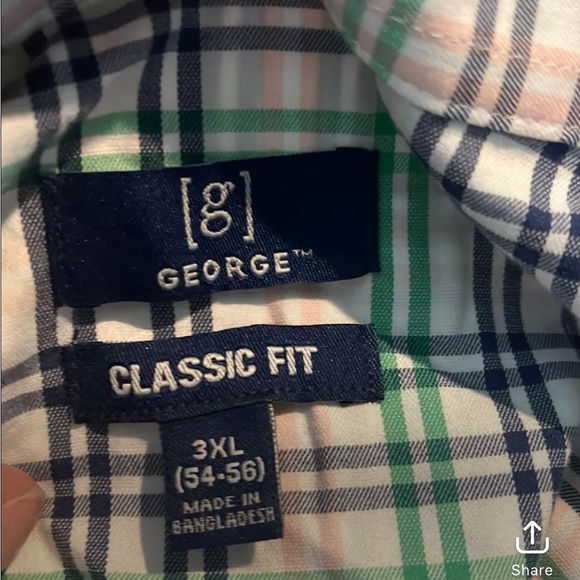 [g]
GEORGE™
CLASSIC FIT
3XL
(54-56)
MADE IN
BANGLADESH
Share